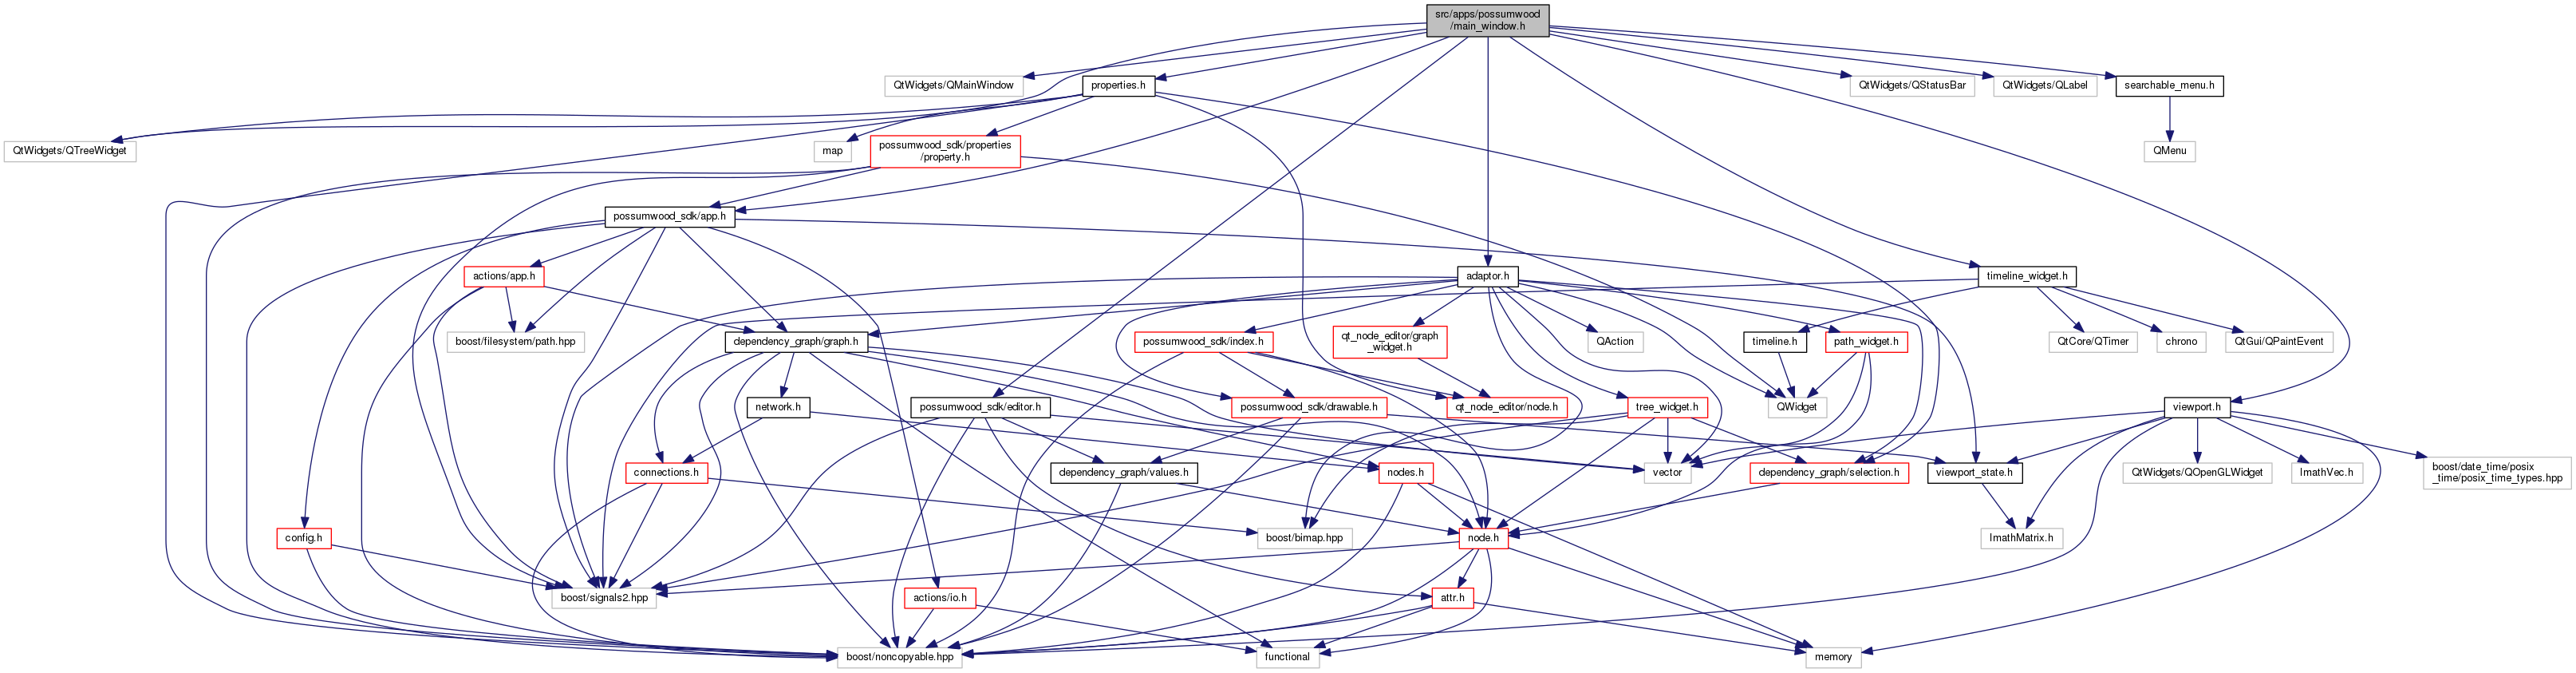 src/apps/possumwood
/main_window.h
QtWidgets/QMainWindow
properties.h
QtWidgets/QStatusBar
QtWidgets/QLabel
searchable_menu.h
QtWidgets/QTreeWidget
map
possumwood_sdk/properties
/property.h
QMenu
possumwood_sdk/app.h
actions/app.h
adaptor.h
timeline_widget.h
boost/filesystem/path.hpp
dependency_graph/graph.h
possumwood_sdk/index.h
qt_node_editor/graph
_widget.h
QAction
timeline.h
path_widget.h
QtCore/QTimer
chrono
QtGui/QPaintEvent
network.h
possumwood_sdk/editor.h
possumwood_sdk/drawable.h
qt_node_editor/node.h
tree_widget.h
QWidget
viewport.h
connections.h
dependency_graph/values.h
nodes.h
vector
dependency_graph/selection.h
viewport_state.h
QtWidgets/QOpenGLWidget
ImathVec.h
boost/date_time/posix
_time/posix_time_types.hpp
config.h
boost/bimap.hpp
node.h
ImathMatrix.h
boost/signals2.hpp
actions/io.h
attr.h
boost/noncopyable.hpp
functional
memory